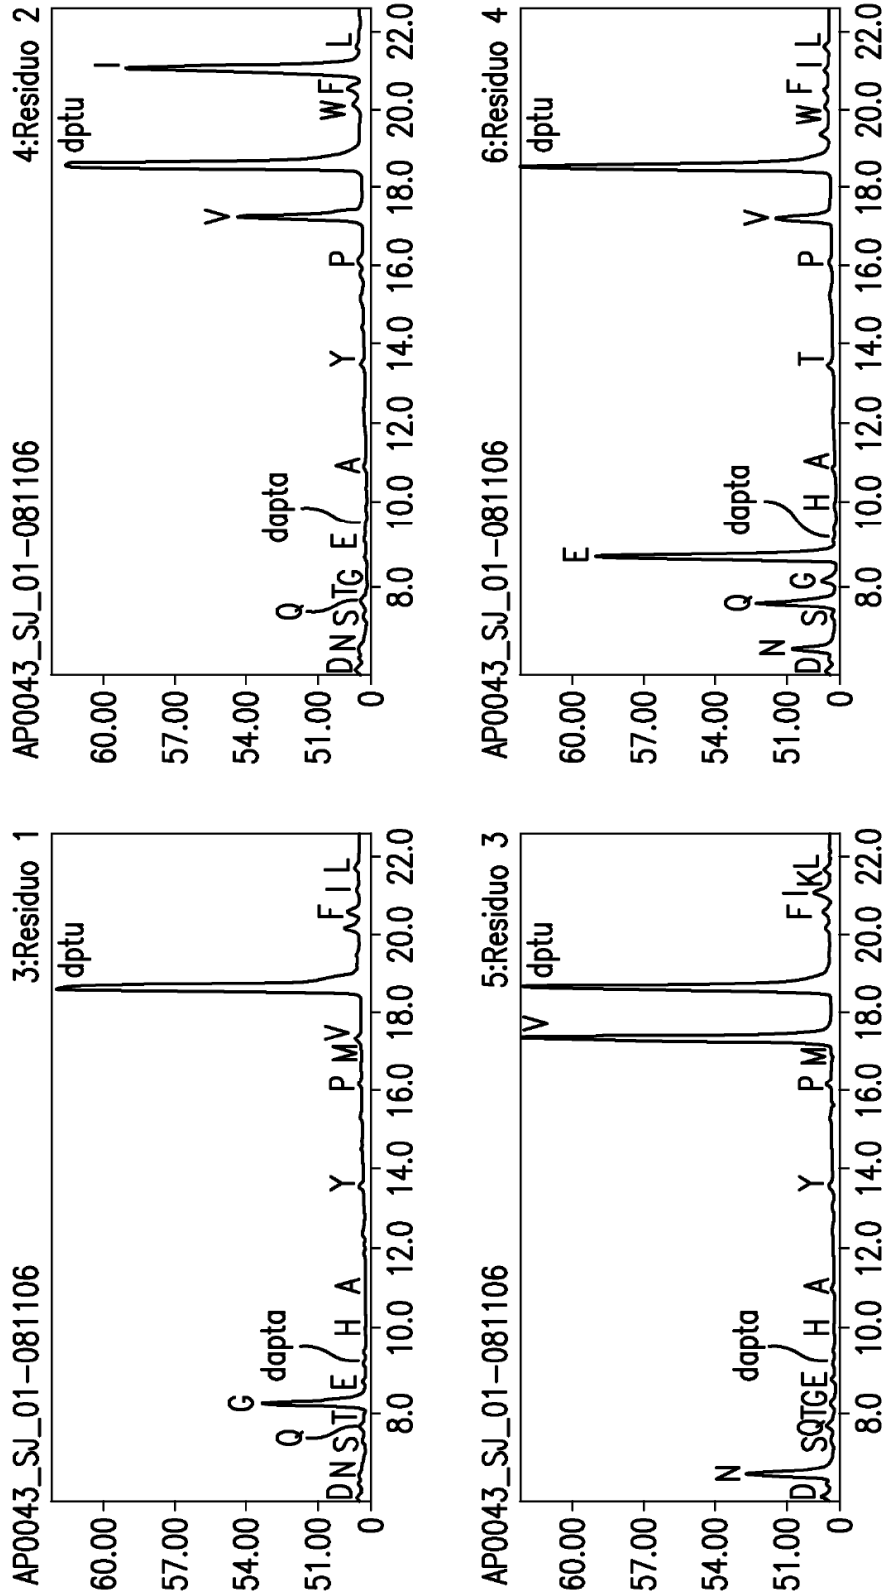 AP0043_SJ_01-081106 3:Residuo 1
60.00
57.00
54.00
51.00
0
dptu
G
Q
dapta
D N S T E H A Y P M V F I L
8.0 10.0 12.0 14.0 16.0 18.0 20.0 22.0
AP0043_SJ_01-081106 4:Residuo 2
60.00
57.00
54.00
51.00
0
dptu
I
V
Q
dapta
D N S T G E A Y P W F L
8.0 10.0 12.0 14.0 16.0 18.0 20.0 22.0
AP0043_SJ_01-081106 5:Residuo 3
60.00
57.00
54.00
51.00
0
V dptu
N
dapta
D S Q T G E H A Y P M F I K L
8.0 10.0 12.0 14.0 16.0 18.0 20.0 22.0
AP0043_SJ_01-081106 6:Residuo 4
60.00
57.00
54.00
51.00
0
dptu
E
Q
V
N
dapta
D S G H A T P W F I L
8.0 10.0 12.0 14.0 16.0 18.0 20.0 22.0